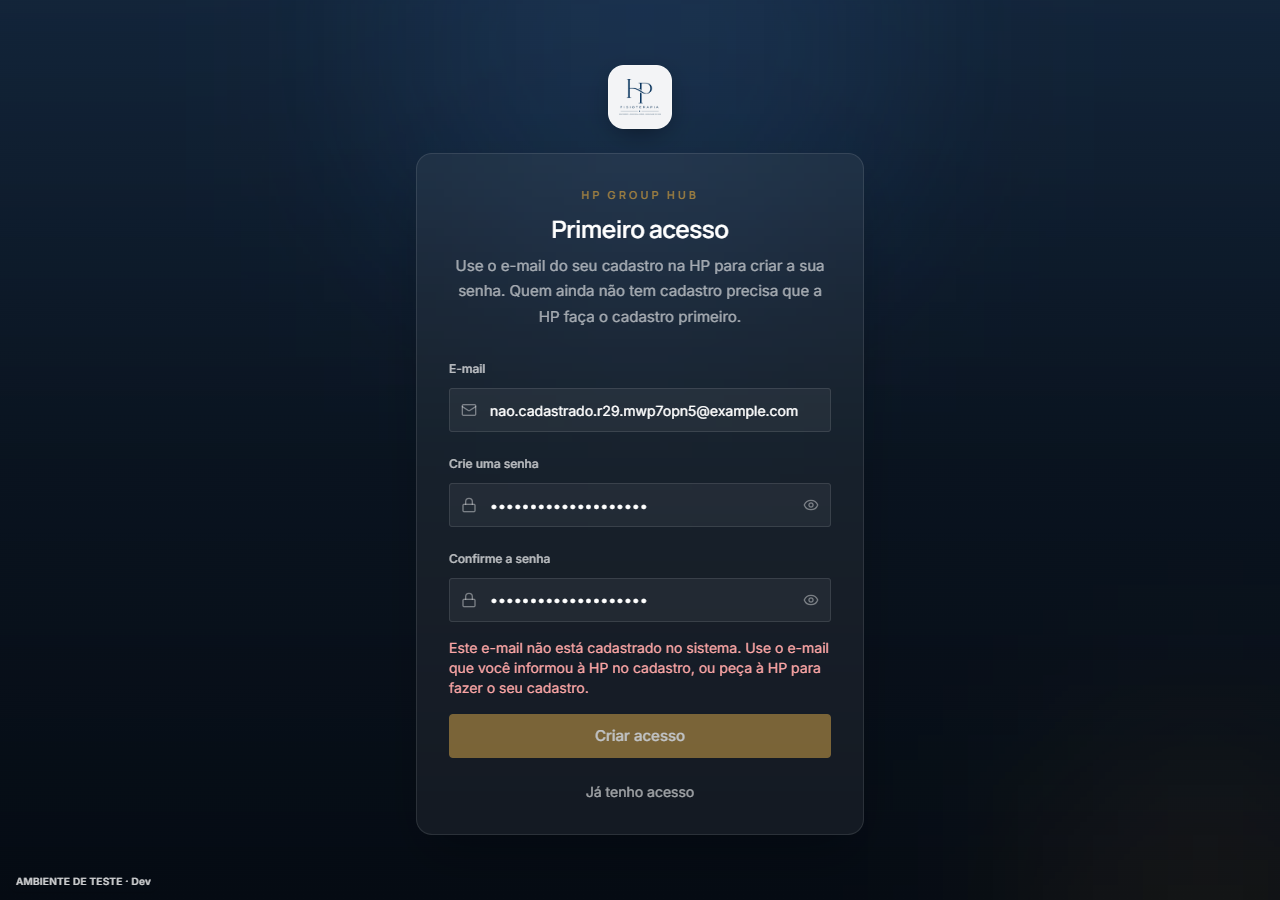 HP
FISIOTERAPIA
HP GROUP HUB
Primeiro acesso
Use o e-mail do seu cadastro na HP para criar a sua
senha. Quem ainda não tem cadastro precisa que a
HP faça o cadastro primeiro.
E-mail
nao.cadastrado.r29.mwp7opn5@example.com
Crie uma senha
••••••••••••••••••••
Confirme a senha
••••••••••••••••••••
Este e-mail não está cadastrado no sistema. Use o e-mail
que você informou à HP no cadastro, ou peça à HP para
fazer o seu cadastro.
Criar acesso
Já tenho acesso
AMBIENTE DE TESTE · Dev